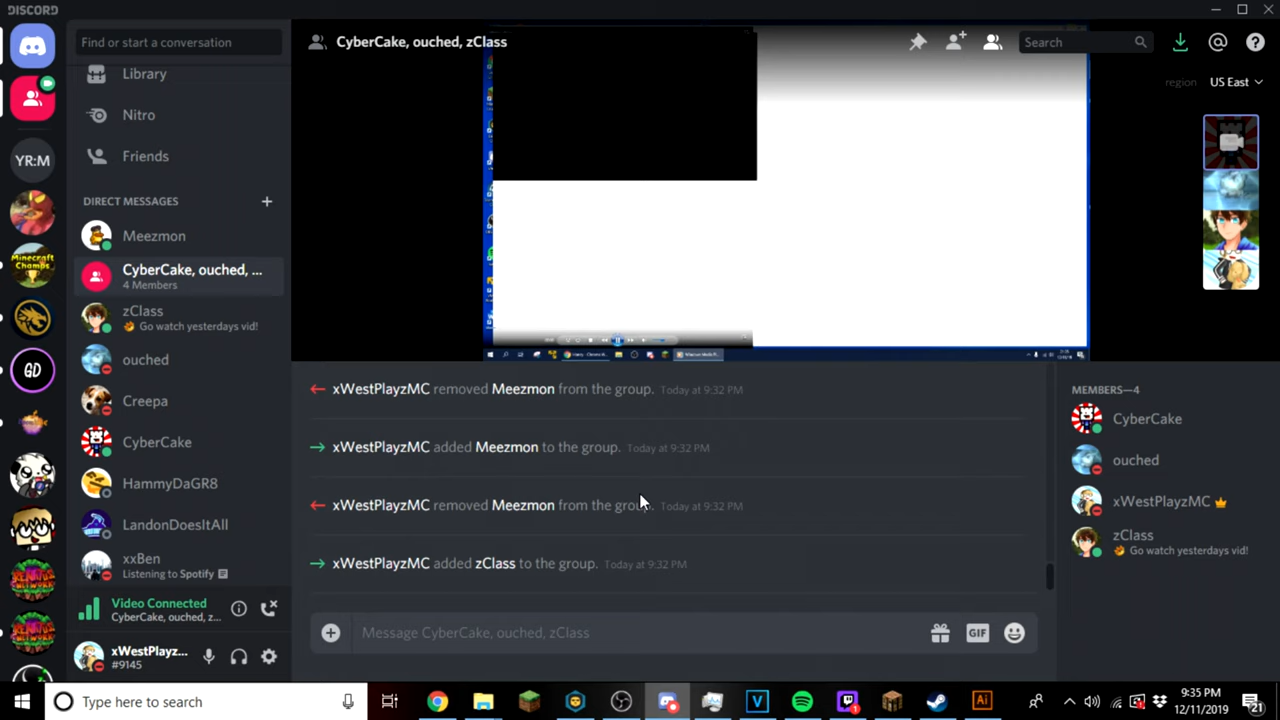 DISCORD
Find or start a conversation
CyberCake, ouched, zClass
Search
region US East
Library
Nitro
Friends
YR:M
DIRECT MESSAGES
Meezmon
CyberCake, ouched, ...
4 Members
zClass
Go watch yesterdays vid!
ouched
GD
Creepa
CyberCake
HammyDaGR8
LandonDoesItAll
xxBen
Listening to Spotify
Video Connected
CyberCake, ouched, z...
xWestPlayz...
#9145
xWestPlayzMC removed Meezmon from the group. Today at 9:32 PM
xWestPlayzMC added Meezmon to the group. Today at 9:32 PM
xWestPlayzMC removed Meezmon from the group. Today at 9:32 PM
xWestPlayzMC added zClass to the group. Today at 9:32 PM
Message CyberCake, ouched, zClass
GIF
MEMBERS—4
CyberCake
ouched
xWestPlayzMC
zClass
Go watch yesterdays vid!
Type here to search
9:35 PM
12/11/2019
21